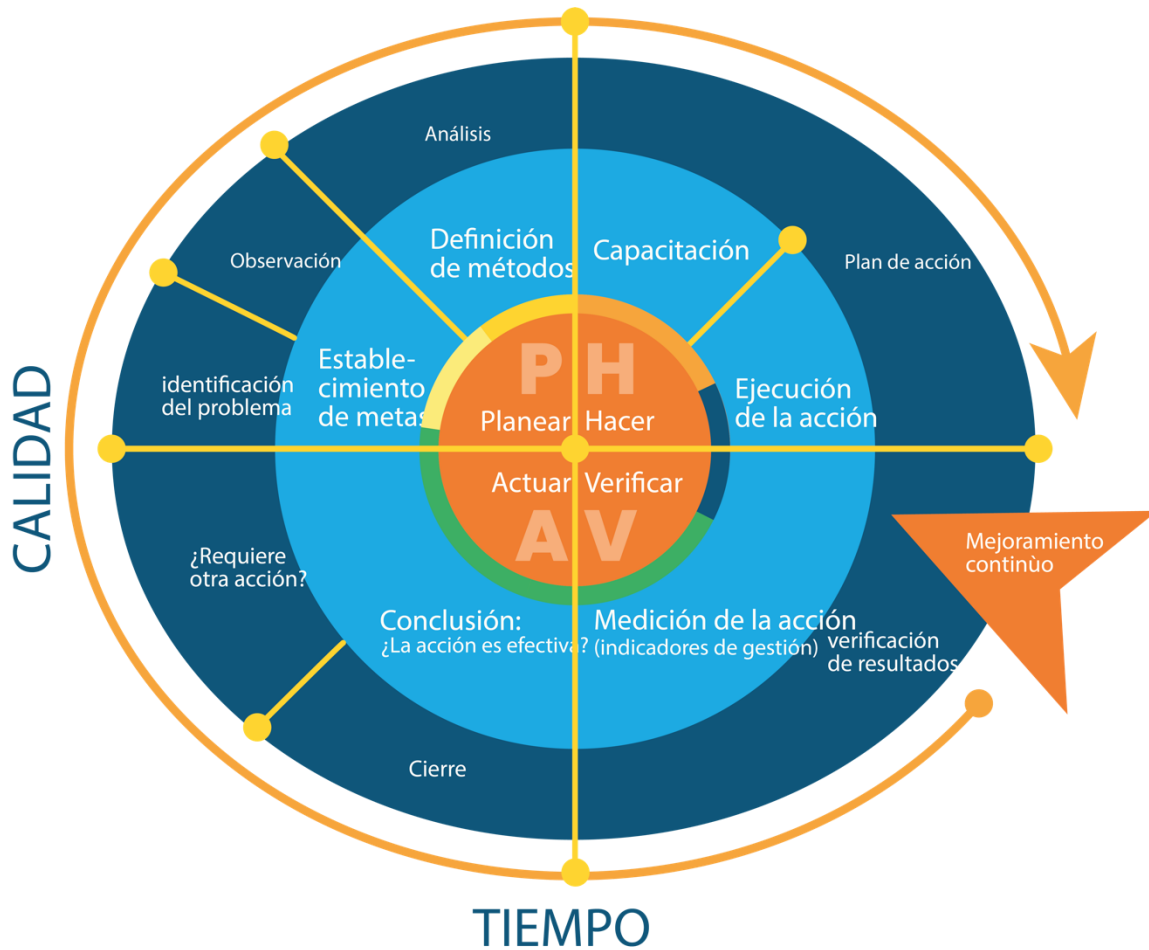 Análisis
Observación
identificación
del problema
Definición
de métodos
Capacitación
Plan de acción
Estable-
cimiento
de metas
Ejecución
de la acción
P H
Planear Hacer
Actuar Verificar
A V
CALIDAD
¿Requiere
otra acción?
Conclusión:
¿La acción es efectiva?
Medición de la acción
(indicadores de gestión)
verificación
de resultados
Mejoramiento
continùo
Cierre
TIEMPO